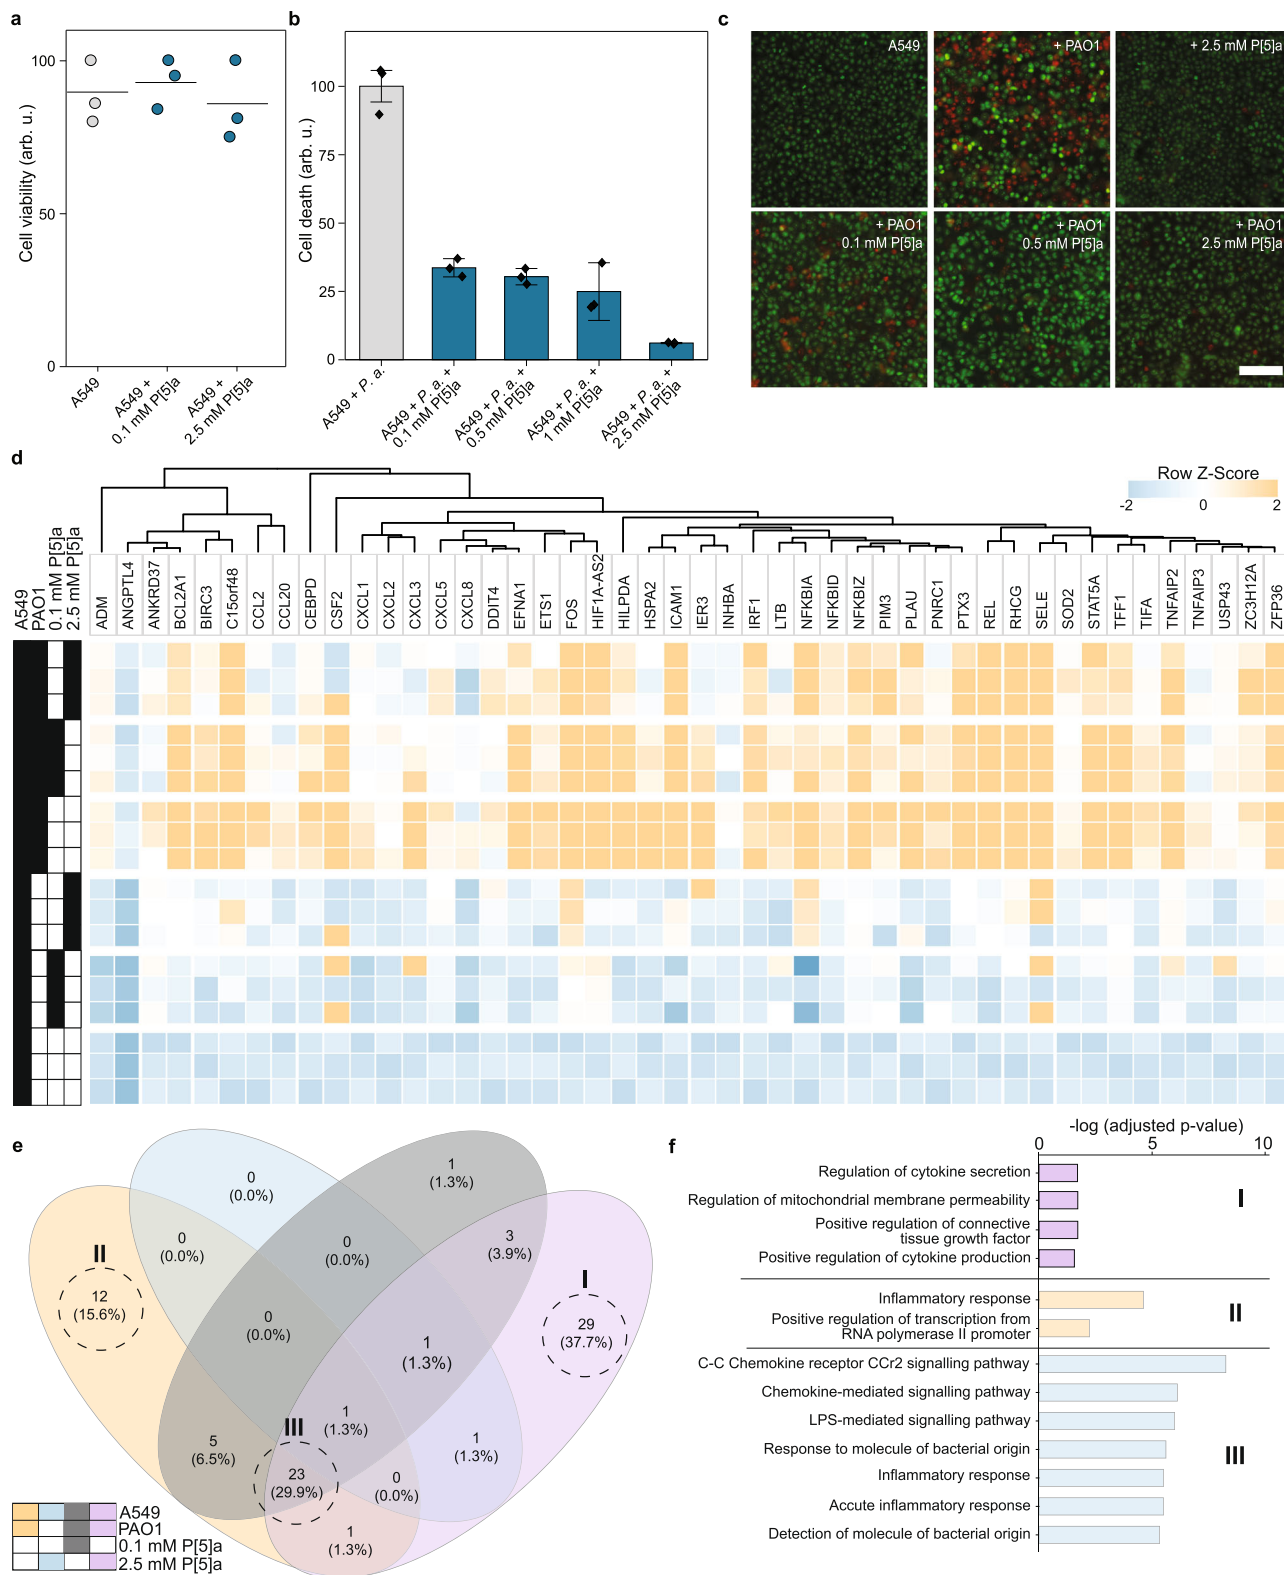 a
100
50
0
Cell viability (arb. u.)
A549
A549 +
0.1 mM P[5]a
A549 +
2.5 mM P[5]a
b
100
75
50
25
0
Cell death (arb. u.)
A549 + P. a.
A549 + P. a. +
0.1 mM P[5]a
A549 + P. a. +
0.5 mM P[5]a
A549 + P. a. +
1 mM P[5]a
A549 + P. a. +
2.5 mM P[5]a
c
A549
+ PAO1
+ 2.5 mM P[5]a
+ PAO1
0.1 mM P[5]a
+ PAO1
0.5 mM P[5]a
+ PAO1
2.5 mM P[5]a
d
Row Z-Score
-2
0
2
A549
PAO1
0.1 mM P[5]a
2.5 mM P[5]a
ADM
ANGPTL4
ANKRD37
BCL2A1
BIRC3
C15orf48
CCL2
CCL20
CEBPD
CSF2
CXCL1
CXCL2
CXCL3
CXCL5
CXCL8
DDIT4
EFNA1
ETS1
FOS
HIF1A-AS2
HILPDA
HSPA2
ICAM1
IER3
INHBA
IRF1
LTB
NFKBIA
NFKBID
NFKBIZ
PIM3
PLAU
PNRC1
PTX3
REL
RHCG
SELE
SOD2
STAT5A
TFF1
TIFA
TNFAIP2
TNFAIP3
USP43
ZC3H12A
ZFP36
e
0
(0.0%)
1
(1.3%)
0
(0.0%)
0
(0.0%)
3
(3.9%)
II
12
(15.6%)
I
29
(37.7%)
0
(0.0%)
1
(1.3%)
III
1
(1.3%)
5
(6.5%)
1
(1.3%)
23
(29.9%)
0
(0.0%)
1
(1.3%)
A549
PAO1
0.1 mM P[5]a
2.5 mM P[5]a
f
-log (adjusted p-value)
0
5
10
Regulation of cytokine secretion
Regulation of mitochondrial membrane permeability
Positive regulation of connective
tissue growth factor
Positive regulation of cytokine production
I
Inflammatory response
Positive regulation of transcription from
RNA polymerase II promoter
II
C-C Chemokine receptor CCr2 signalling pathway
Chemokine-mediated signalling pathway
LPS-mediated signalling pathway
Response to molecule of bacterial origin
Inflammatory response
Accute inflammatory response
Detection of molecule of bacterial origin
III